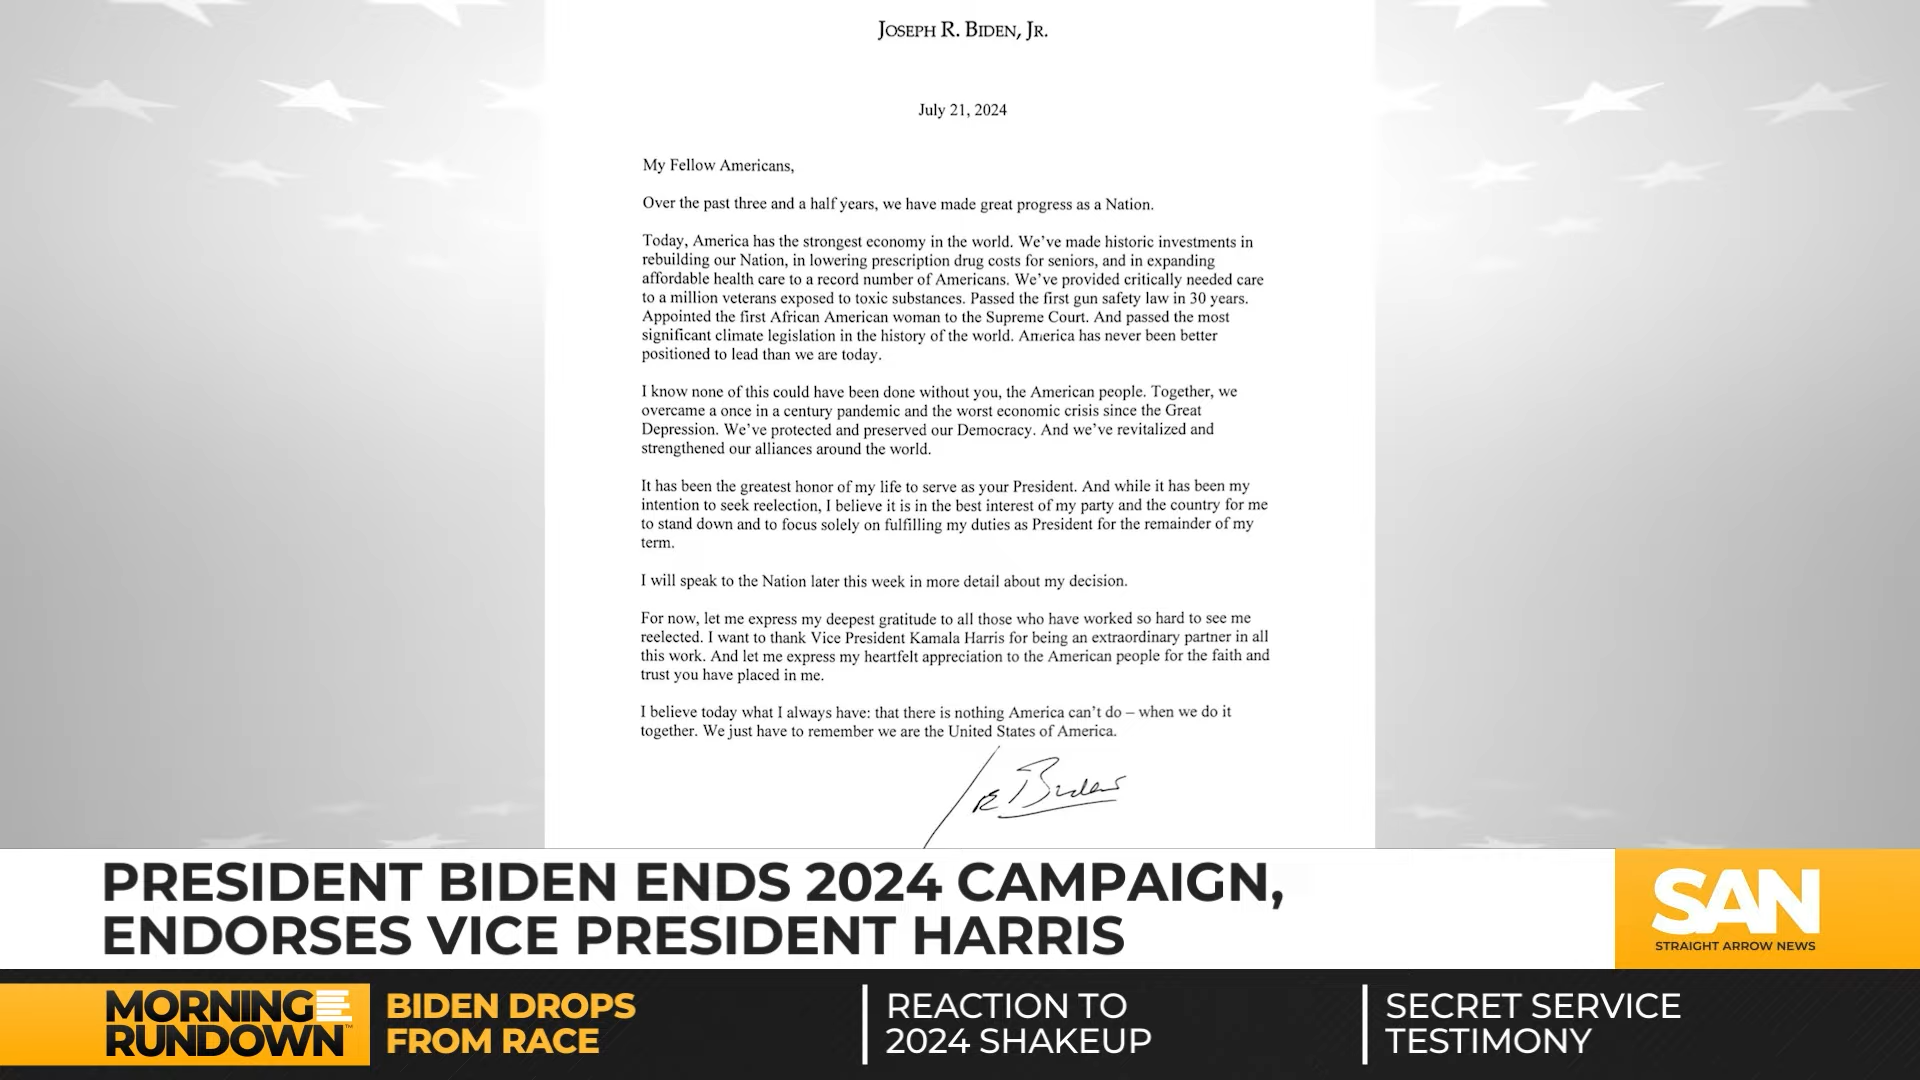 JOSEPH R. BIDEN, JR.
July 21, 2024
My Fellow Americans,
Over the past three and a half years, we have made great progress as a Nation.
Today, America has the strongest economy in the world. We've made historic investments in
rebuilding our Nation, in lowering prescription drug costs for seniors, and in expanding
affordable health care to a record number of Americans. We've provided critically needed care
to a million veterans exposed to toxic substances. Passed the first gun safety law in 30 years.
Appointed the first African American woman to the Supreme Court. And passed the most
significant climate legislation in the history of the world. America has never been better
positioned to lead than we are today.
I know none of this could have been done without you, the American people. Together, we
overcame a once in a century pandemic and the worst economic crisis since the Great
Depression. We've protected and preserved our Democracy. And we've revitalized and
strengthened our alliances around the world.
It has been the greatest honor of my life to serve as your President. And while it has been my
intention to seek reelection, I believe it is in the best interest of my party and the country for me
to stand down and to focus solely on fulfilling my duties as President for the remainder of my
term.
I will speak to the Nation later this week in more detail about my decision.
For now, let me express my deepest gratitude to all those who have worked so hard to see me
reelected. I want to thank Vice President Kamala Harris for being an extraordinary partner in all
this work. And let me express my heartfelt appreciation to the American people for the faith and
trust you have placed in me.
I believe today what I always have: that there is nothing America can't do – when we do it
together. We just have to remember we are the United States of America.
Joe Biden
PRESIDENT BIDEN ENDS 2024 CAMPAIGN,
ENDORSES VICE PRESIDENT HARRIS
SAN
STRAIGHT ARROW NEWS
MORNING
RUNDOWN™
BIDEN DROPS
FROM RACE
REACTION TO
2024 SHAKEUP
SECRET SERVICE
TESTIMONY